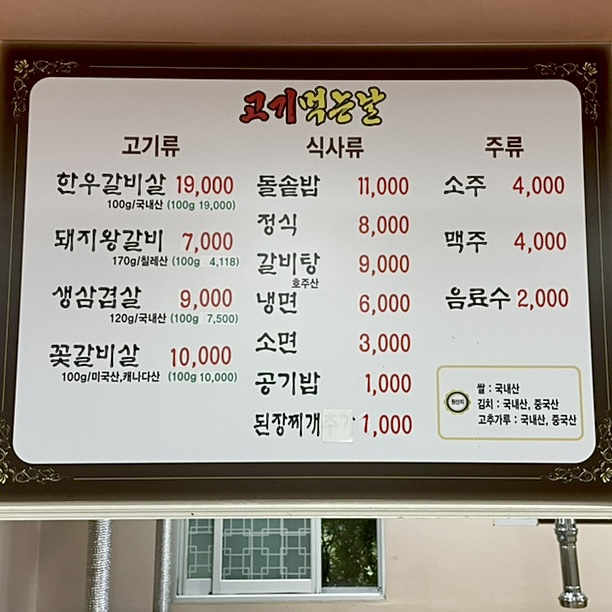 고기먹는날
고기류
한우갈비살 19,000
100g/국내산 (100g 19,000)
돼지왕갈비 7,000
170g/칠레산 (100g 4,118)
생삼겹살 9,000
120g/국내산 (100g 7,500)
꽃갈비살 10,000
100g/미국산,캐나다산 (100g 10,000)
식사류
돌솥밥 11,000
정식 8,000
갈비탕 9,000
호주산
냉면 6,000
소면 3,000
공기밥 1,000
된장찌개 추가 1,000
주류
소주 4,000
맥주 4,000
음료수 2,000
원산지
쌀 : 국내산
김치 : 국내산, 중국산
고추가루 : 국내산, 중국산